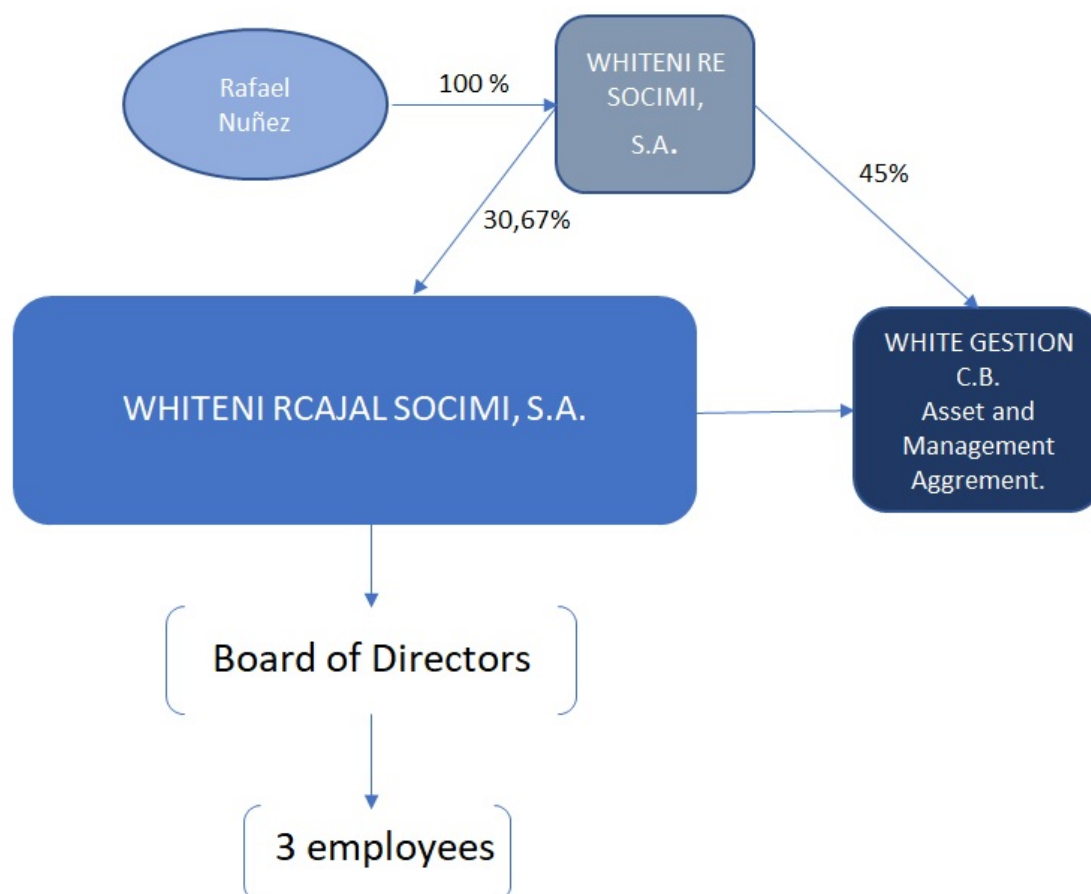 Rafael
Nuñez
100 %
WHITENI RE
SOCIMI,
S.A.
45%
30,67%
WHITENI RCAJAL SOCIMI, S.A.
WHITE GESTION
C.B.
Asset and
Management
Aggrement.
Board of Directors
3 employees